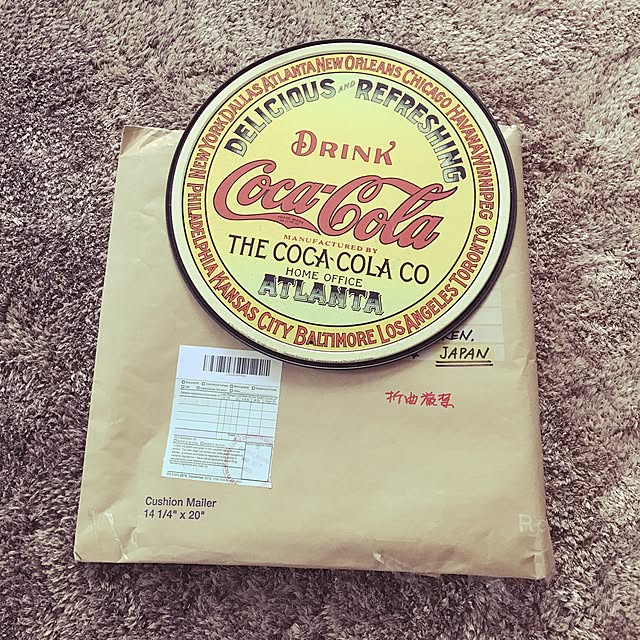 NEW YORK DALLAS ATLANTA NEW ORLEANS CHICAGO HAVANA WINNIPEG TORONTO LOS ANGELES BALTIMORE KANSAS CITY PHILADELPHIA
DELICIOUS AND REFRESHING
DRINK
Coca-Cola
MANUFACTURED BY
THE COCA-COLA CO
HOME OFFICE
ATLANTA
KEN,
JAPAN
折曲厳禁
Cushion Mailer
14 1/4" x 20"